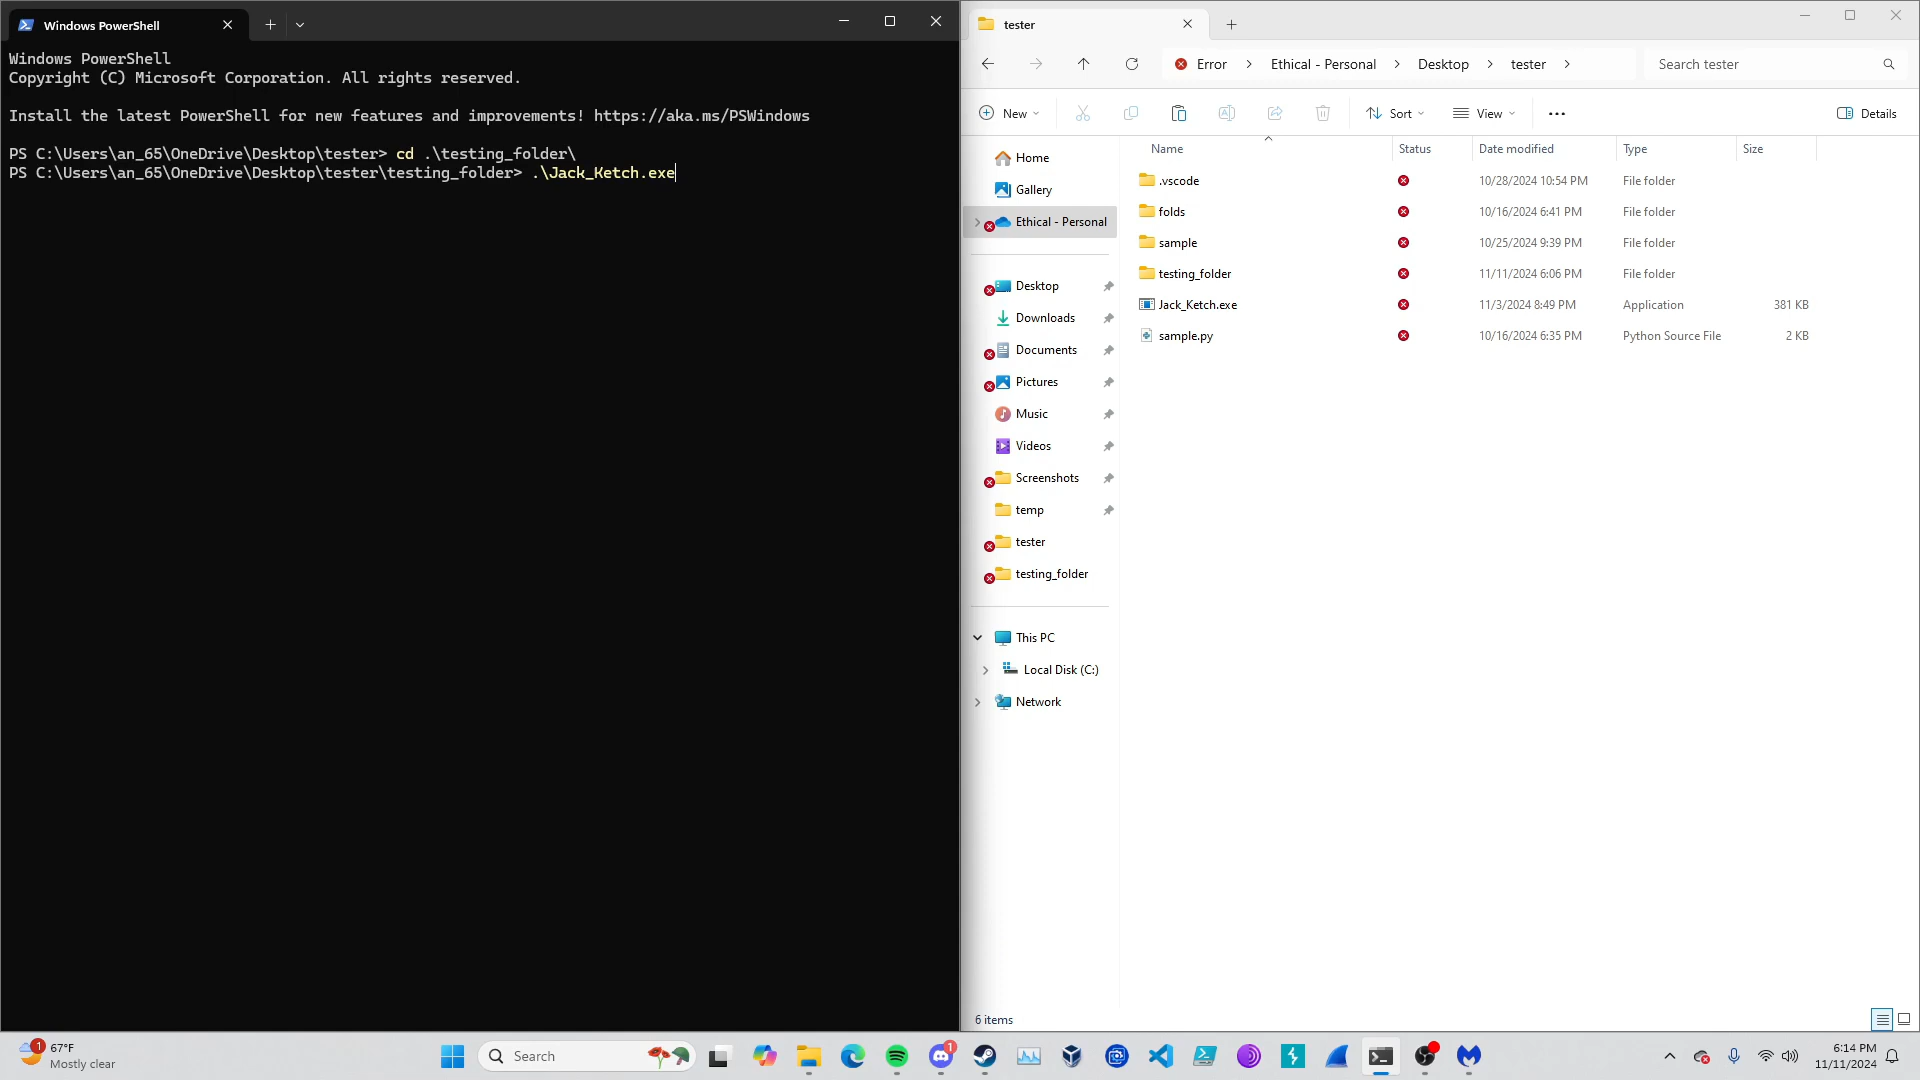 Windows PowerShell
Windows PowerShell
Copyright (C) Microsoft Corporation. All rights reserved.
Install the latest PowerShell for new features and improvements! https://aka.ms/PSWindows
PS C:\Users\an_65\OneDrive\Desktop\tester> cd .\testing_folder\
PS C:\Users\an_65\OneDrive\Desktop\tester\testing_folder> .\Jack_Ketch.exe
tester
Error > Ethical - Personal > Desktop > tester >
Search tester
New Sort View ... Details
Home
Gallery
Ethical - Personal
Desktop
Downloads
Documents
Pictures
Music
Videos
Screenshots
temp
tester
testing_folder
This PC
Local Disk (C:)
Network
Name Status Date modified Type Size
.vscode 10/28/2024 10:54 PM File folder
folds 10/16/2024 6:41 PM File folder
sample 10/25/2024 9:39 PM File folder
testing_folder 11/11/2024 6:06 PM File folder
Jack_Ketch.exe 11/3/2024 8:49 PM Application 381 KB
sample.py 10/16/2024 6:35 PM Python Source File 2 KB
6 items
1
67°F
Mostly clear
Search
1
6:14 PM
11/11/2024